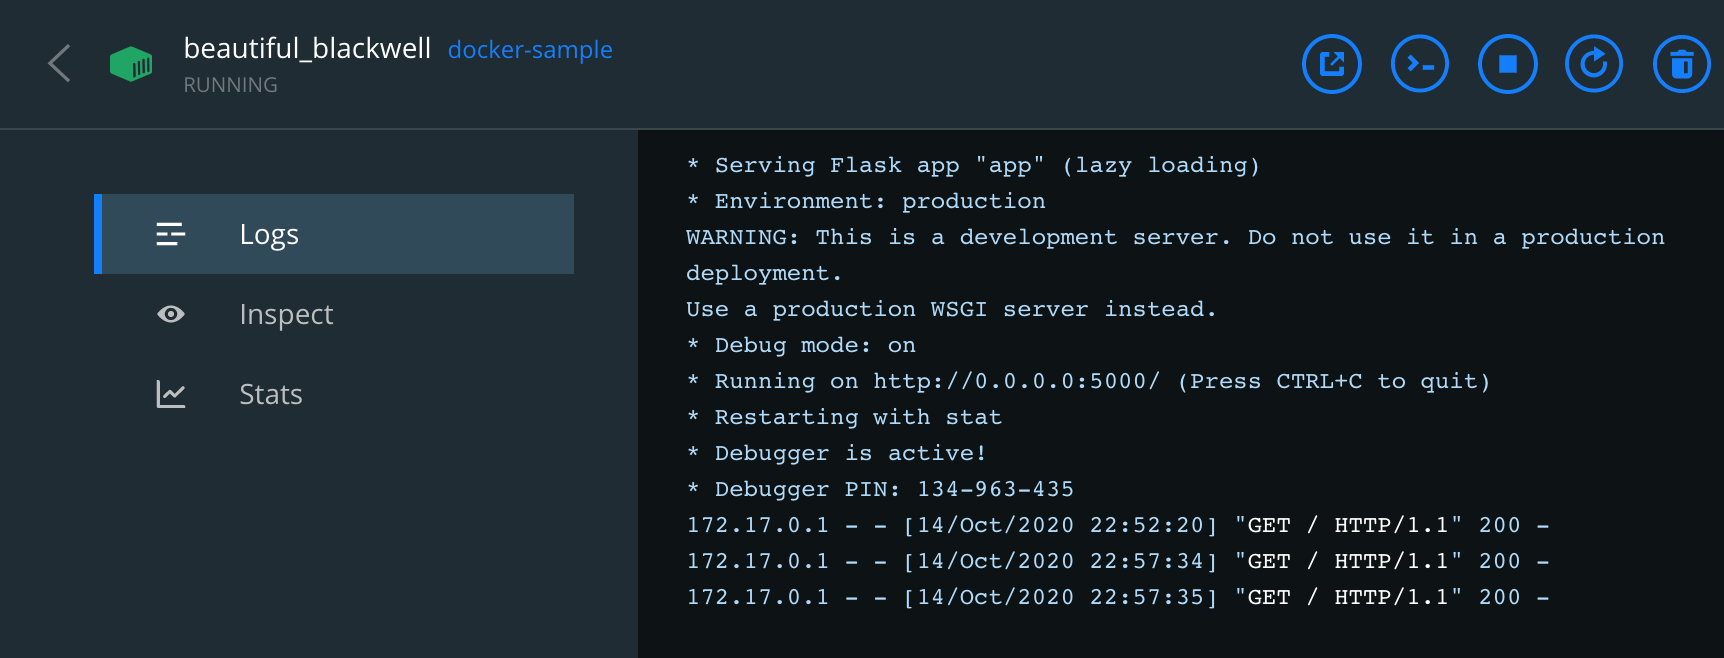 beautiful_blackwell docker-sample
RUNNING
Logs
Inspect
Stats
* Serving Flask app "app" (lazy loading)
* Environment: production
WARNING: This is a development server. Do not use it in a production
deployment.
Use a production WSGI server instead.
* Debug mode: on
* Running on http://0.0.0.0:5000/ (Press CTRL+C to quit)
* Restarting with stat
* Debugger is active!
* Debugger PIN: 134-963-435
172.17.0.1 - - [14/Oct/2020 22:52:20] "GET / HTTP/1.1" 200 -
172.17.0.1 - - [14/Oct/2020 22:57:34] "GET / HTTP/1.1" 200 -
172.17.0.1 - - [14/Oct/2020 22:57:35] "GET / HTTP/1.1" 200 -